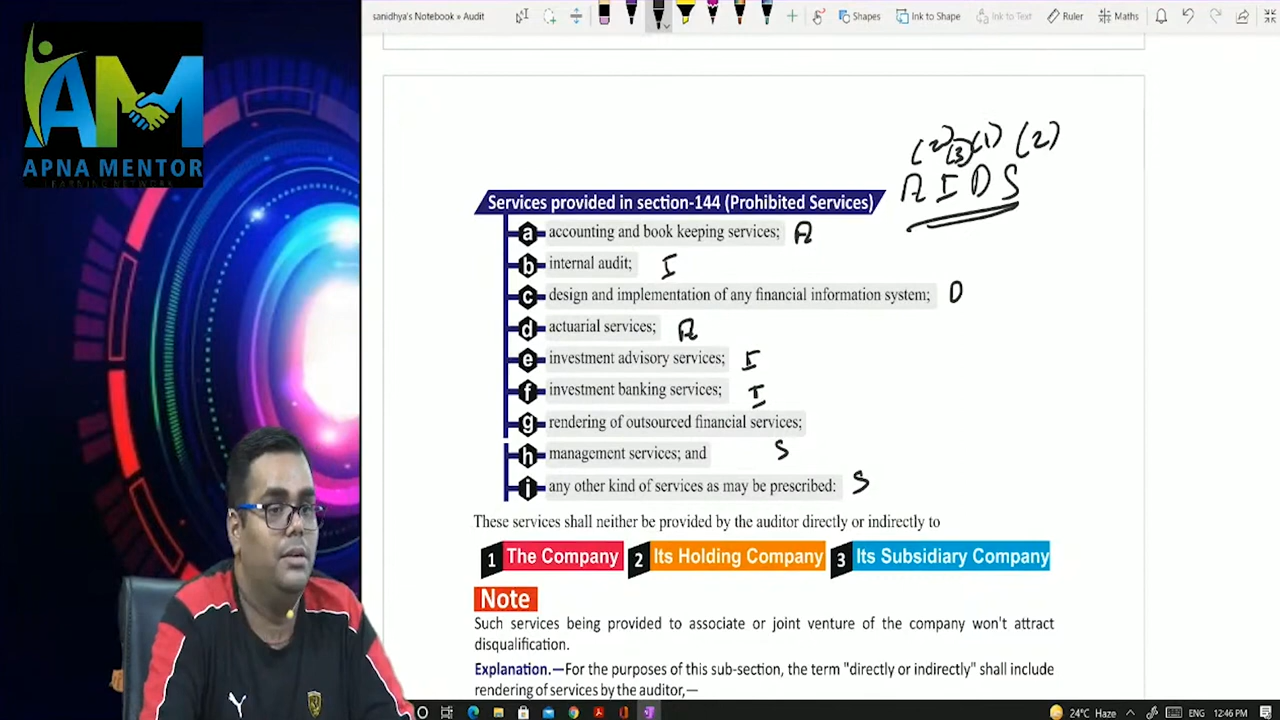 sanidhya's Notebook » Audit
Shapes
Ink to Shape
Ink to Text
Ruler
Maths
AM
APNA MENTOR
LEARNING NETWORK
(2) (3) (1) (2)
A I D S
Services provided in section-144 (Prohibited Services)
a accounting and book keeping services; A
b internal audit; I
c design and implementation of any financial information system; D
d actuarial services; A
e investment advisory services; I
f investment banking services; I
g rendering of outsourced financial services;
h management services; and S
i any other kind of services as may be prescribed: S
These services shall neither be provided by the auditor directly or indirectly to
1 The Company 2 Its Holding Company 3 Its Subsidiary Company
Note
Such services being provided to associate or joint venture of the company won't attract
disqualification.
Explanation.—For the purposes of this sub-section, the term "directly or indirectly" shall include
rendering of services by the auditor,—
24°C Haze ENG 12:46 PM